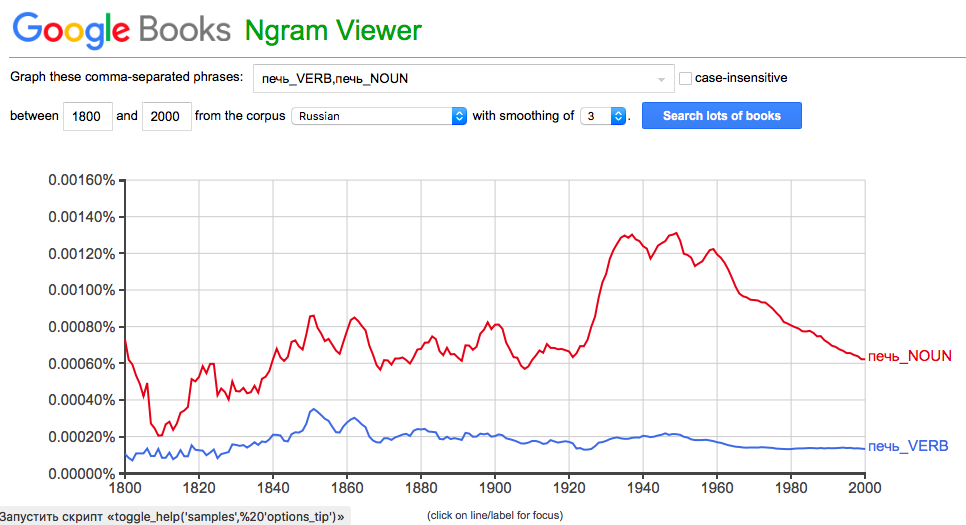 Google Books Ngram Viewer
Graph these comma-separated phrases: печь_VERB,печь_NOUN case-insensitive
between 1800 and 2000 from the corpus Russian with smoothing of 3 . Search lots of books
0.00160%
0.00140%
0.00120%
0.00100%
0.00080%
0.00060%
печь_NOUN
0.00040%
0.00020%
печь_VERB
0.00000%
1800 1820 1840 1860 1880 1900 1920 1940 1960 1980 2000
Запустить скрипт «toggle_help('samples',%20'options_tip')» (click on line/label for focus)